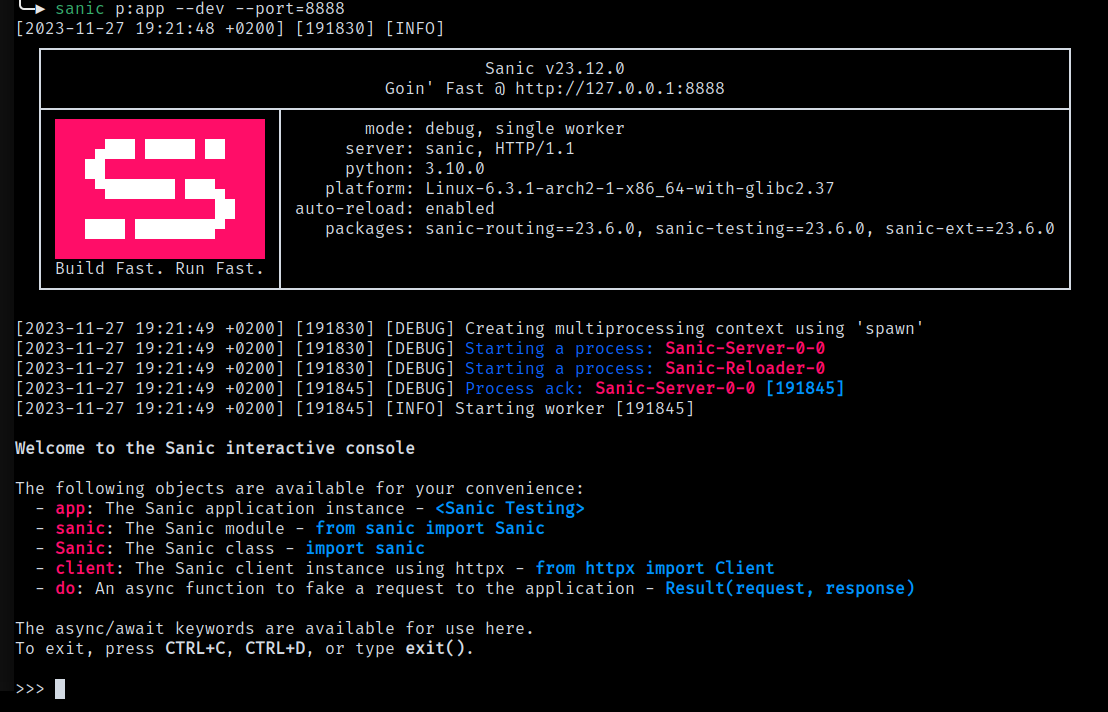 sanic p:app --dev --port=8888
[2023-11-27 19:21:48 +0200] [191830] [INFO]
Sanic v23.12.0
Goin' Fast @ http://127.0.0.1:8888
mode: debug, single worker
server: sanic, HTTP/1.1
python: 3.10.0
platform: Linux-6.3.1-arch2-1-x86_64-with-glibc2.37
auto-reload: enabled
packages: sanic-routing==23.6.0, sanic-testing==23.6.0, sanic-ext==23.6.0
Build Fast. Run Fast.
[2023-11-27 19:21:49 +0200] [191830] [DEBUG] Creating multiprocessing context using 'spawn'
[2023-11-27 19:21:49 +0200] [191830] [DEBUG] Starting a process: Sanic-Server-0-0
[2023-11-27 19:21:49 +0200] [191830] [DEBUG] Starting a process: Sanic-Reloader-0
[2023-11-27 19:21:49 +0200] [191845] [DEBUG] Process ack: Sanic-Server-0-0 [191845]
[2023-11-27 19:21:49 +0200] [191845] [INFO] Starting worker [191845]
Welcome to the Sanic interactive console
The following objects are available for your convenience:
- app: The Sanic application instance - <Sanic Testing>
- sanic: The Sanic module - from sanic import Sanic
- Sanic: The Sanic class - import sanic
- client: The Sanic client instance using httpx - from httpx import Client
- do: An async function to fake a request to the application - Result(request, response)
The async/await keywords are available for use here.
To exit, press CTRL+C, CTRL+D, or type exit().
>>>